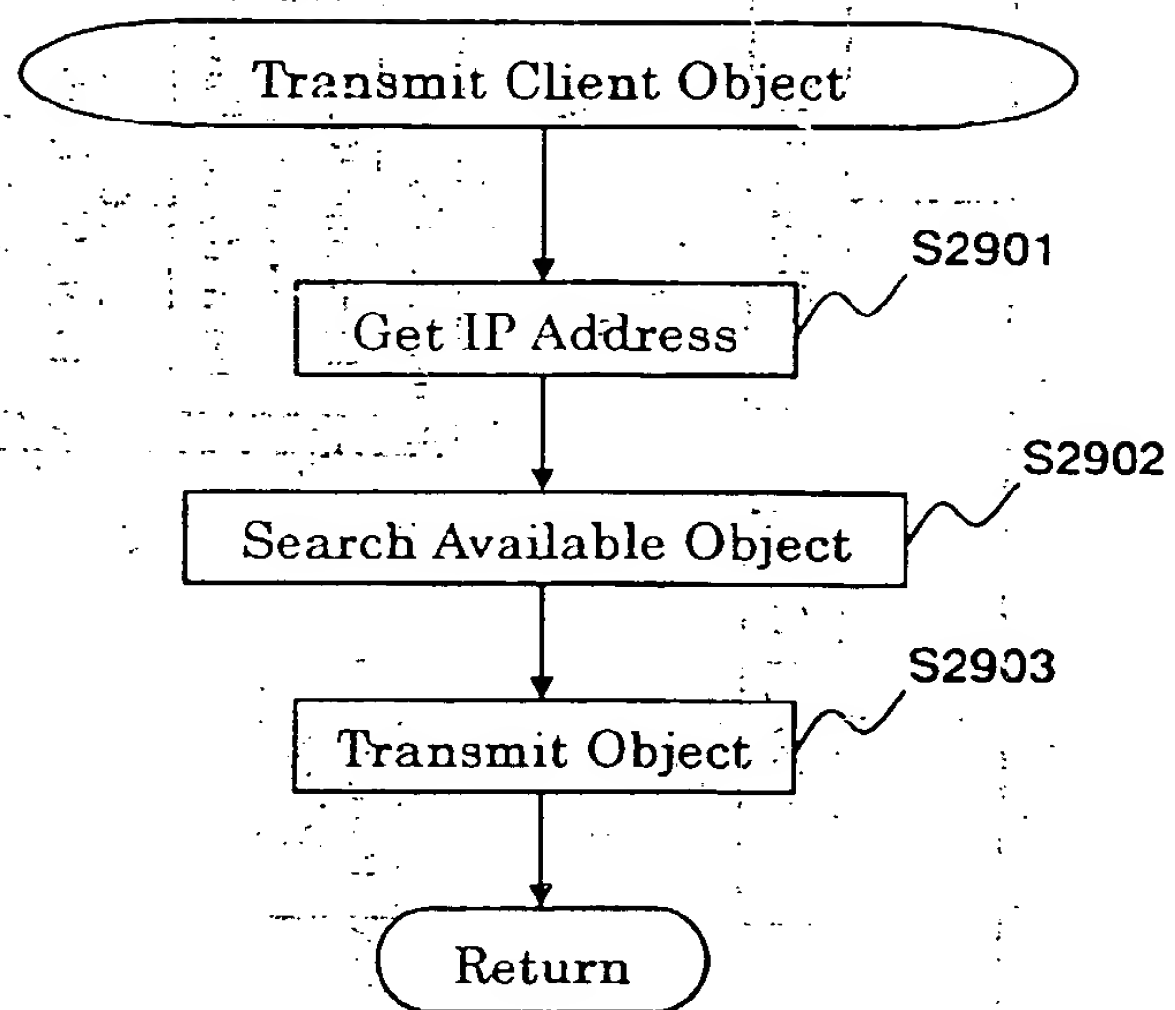 Transmit Client Object
S2901
Get IP Address
S2902
Search Available Object
S2903
Transmit Object
Return